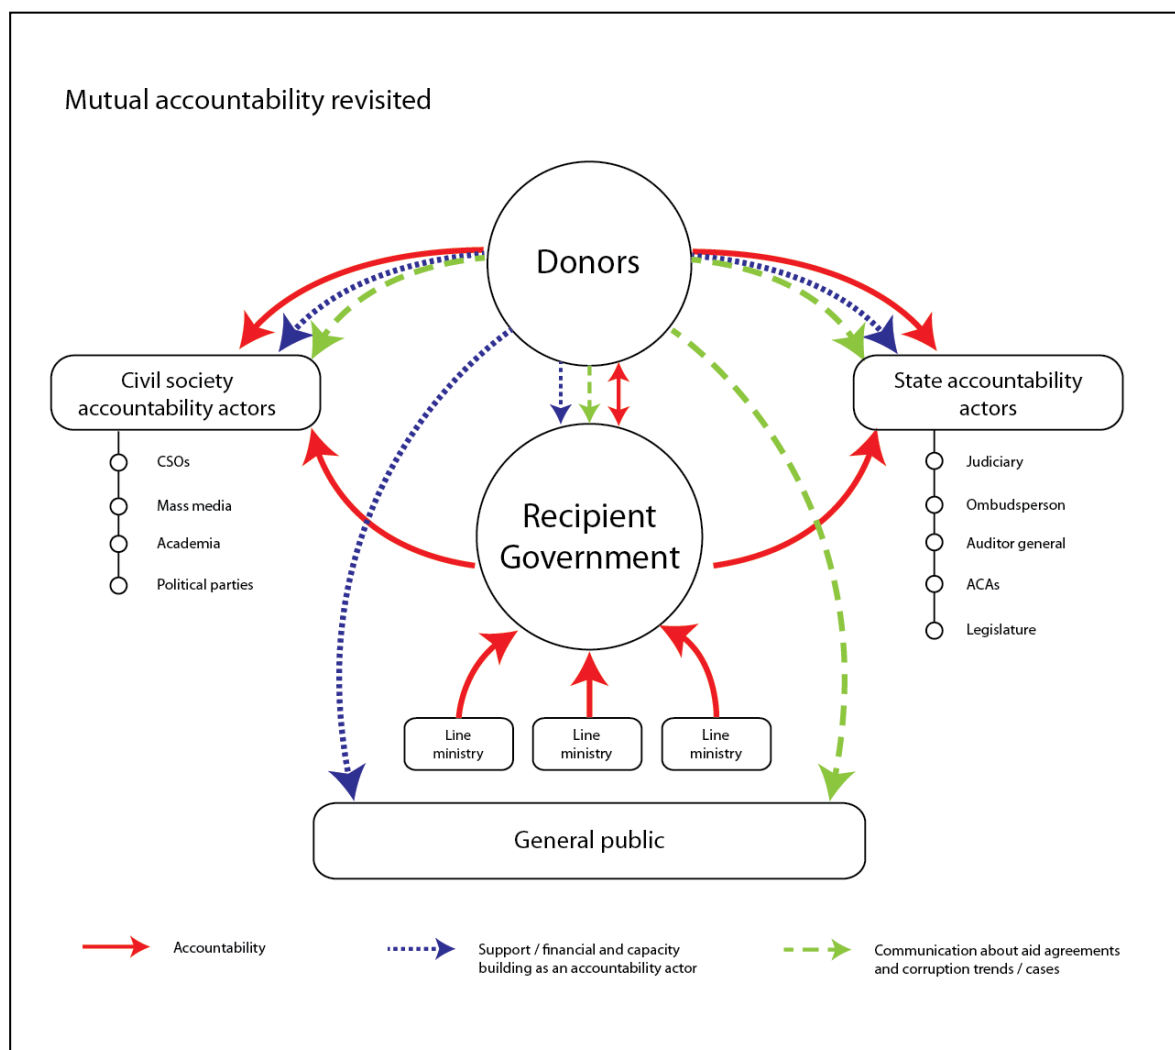 Mutual accountability revisited
Donors
Civil society
accountability actors
State accountability
actors
CSOs
Mass media
Academia
Political parties
Judiciary
Ombudsperson
Auditor general
ACAs
Legislature
Recipient
Government
Line
ministry
Line
ministry
Line
ministry
General public
Accountability
Support / financial and capacity
building as an accountability actor
Communication about aid agreements
and corruption trends / cases